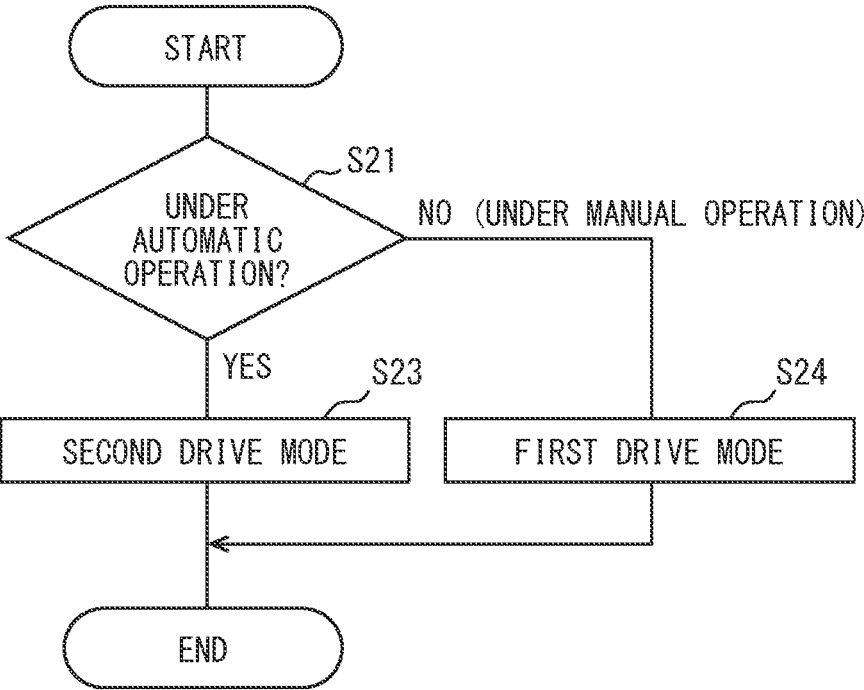 START
S21
UNDER
AUTOMATIC
OPERATION?
NO (UNDER MANUAL OPERATION)
YES
S23
S24
SECOND DRIVE MODE
FIRST DRIVE MODE
END